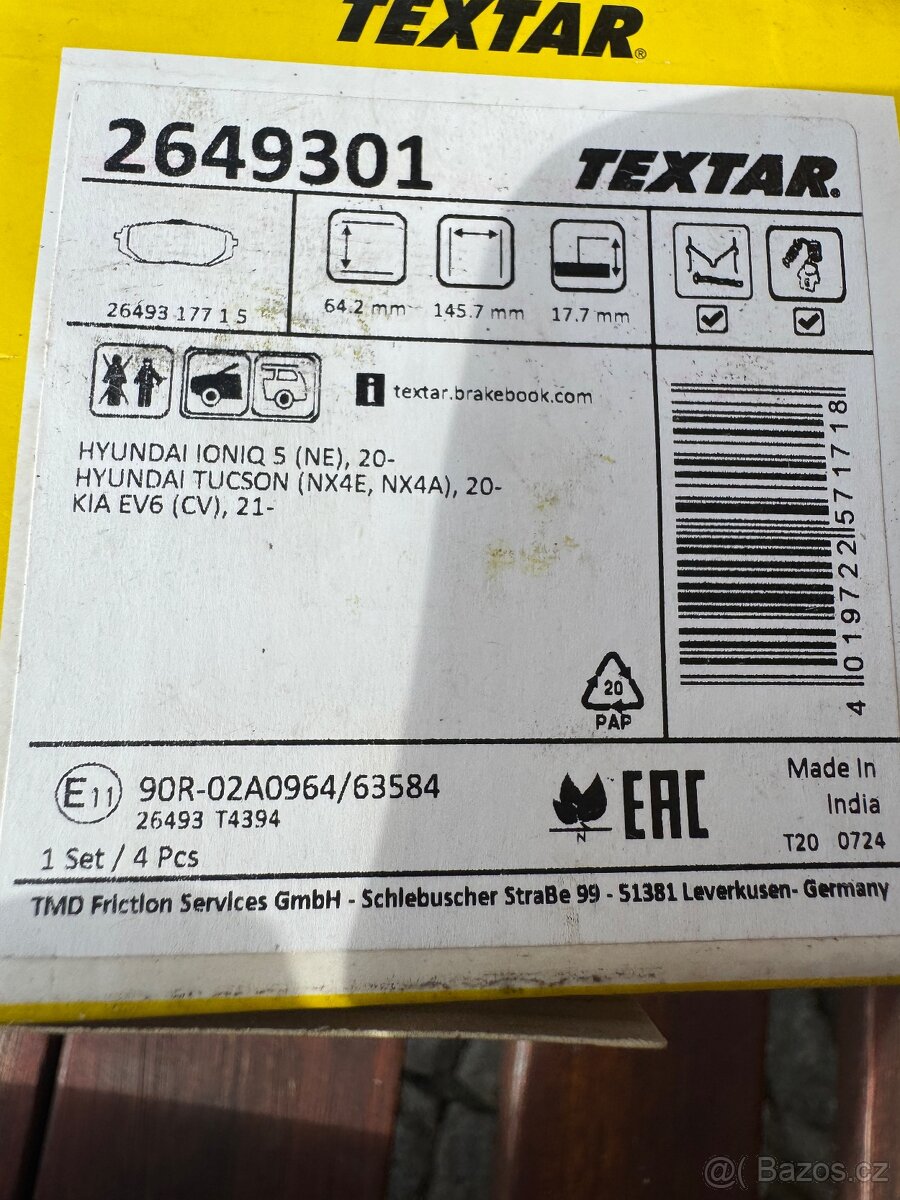 TEXTAR®
2649301
TEXTAR®
26493 177 1 5
64.2 mm
145.7 mm
17.7 mm
i textar.brakebook.com
HYUNDAI IONIQ 5 (NE), 20-
HYUNDAI TUCSON (NX4E, NX4A), 20-
KIA EV6 (CV), 21-
4 019722 571718
20
PAP
E11 90R-02A0964/63584
26493 T4394
1 Set / 4 Pcs
N
EAC
Made In
India
T20 0724
TMD Friction Services GmbH - Schlebuscher Straße 99 - 51381 Leverkusen- Germany
@( Bazos.cz